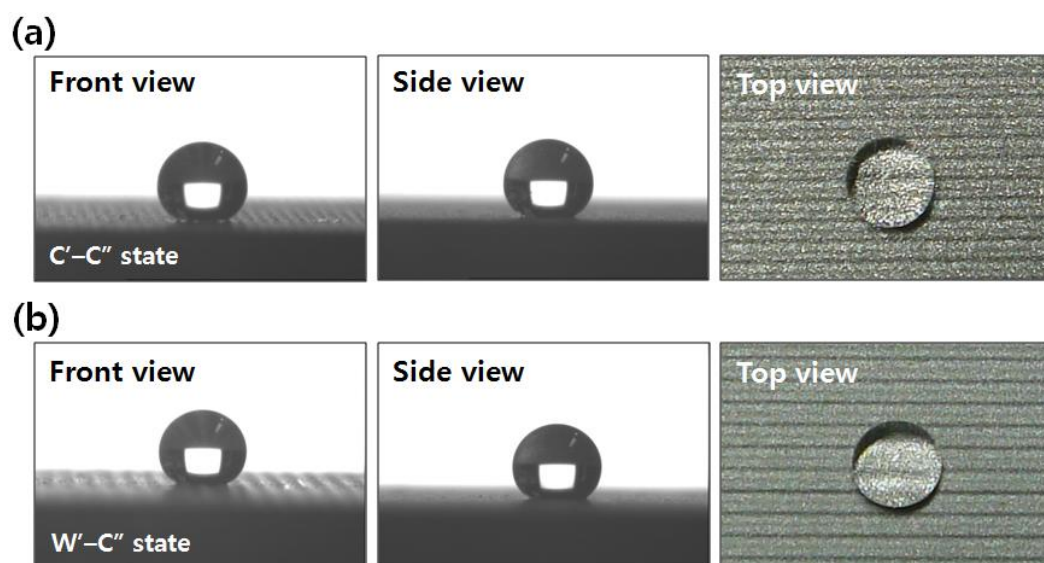 (a)
Front view
Side view
Top view
C′–C″ state
(b)
Front view
Side view
Top view
W′–C″ state